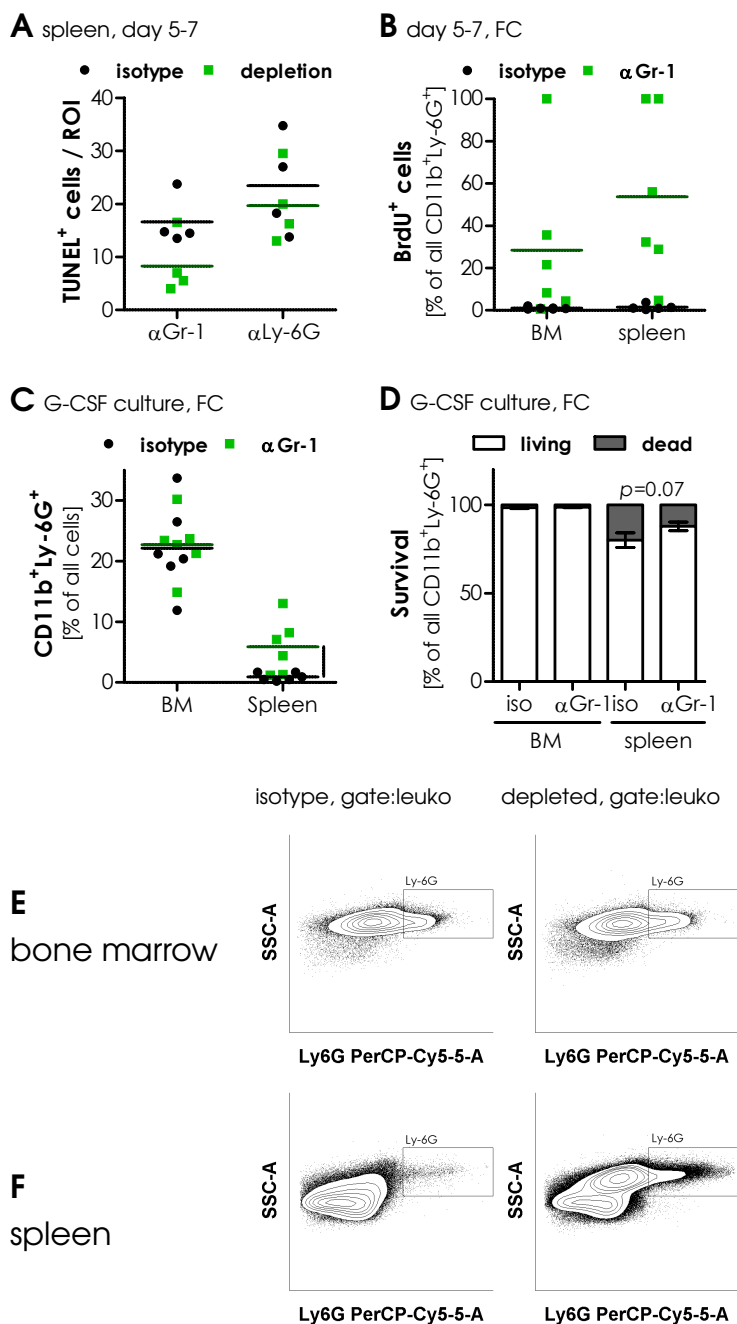 A spleen, day 5-7
isotype depletion
TUNEL+ cells / ROI
40
30
20
10
0
αGr-1 αLy-6G
B day 5-7, FC
isotype αGr-1
BrdU+ cells
[% of all CD11b+Ly-6G+]
100
80
60
40
20
0
BM spleen
C G-CSF culture, FC
isotype αGr-1
CD11b+Ly-6G+
[% of all cells]
30
20
10
0
BM Spleen
D G-CSF culture, FC
living dead
Survival
[% of all CD11b+Ly-6G+]
p=0.07
100
50
0
iso αGr-1 iso αGr-1
BM spleen
isotype, gate:leuko depleted, gate:leuko
E
bone marrow
SSC-A
Ly-6G
Ly6G PerCP-Cy5-5-A
SSC-A
Ly-6G
Ly6G PerCP-Cy5-5-A
F
spleen
SSC-A
Ly-6G
Ly6G PerCP-Cy5-5-A
SSC-A
Ly-6G
Ly6G PerCP-Cy5-5-A